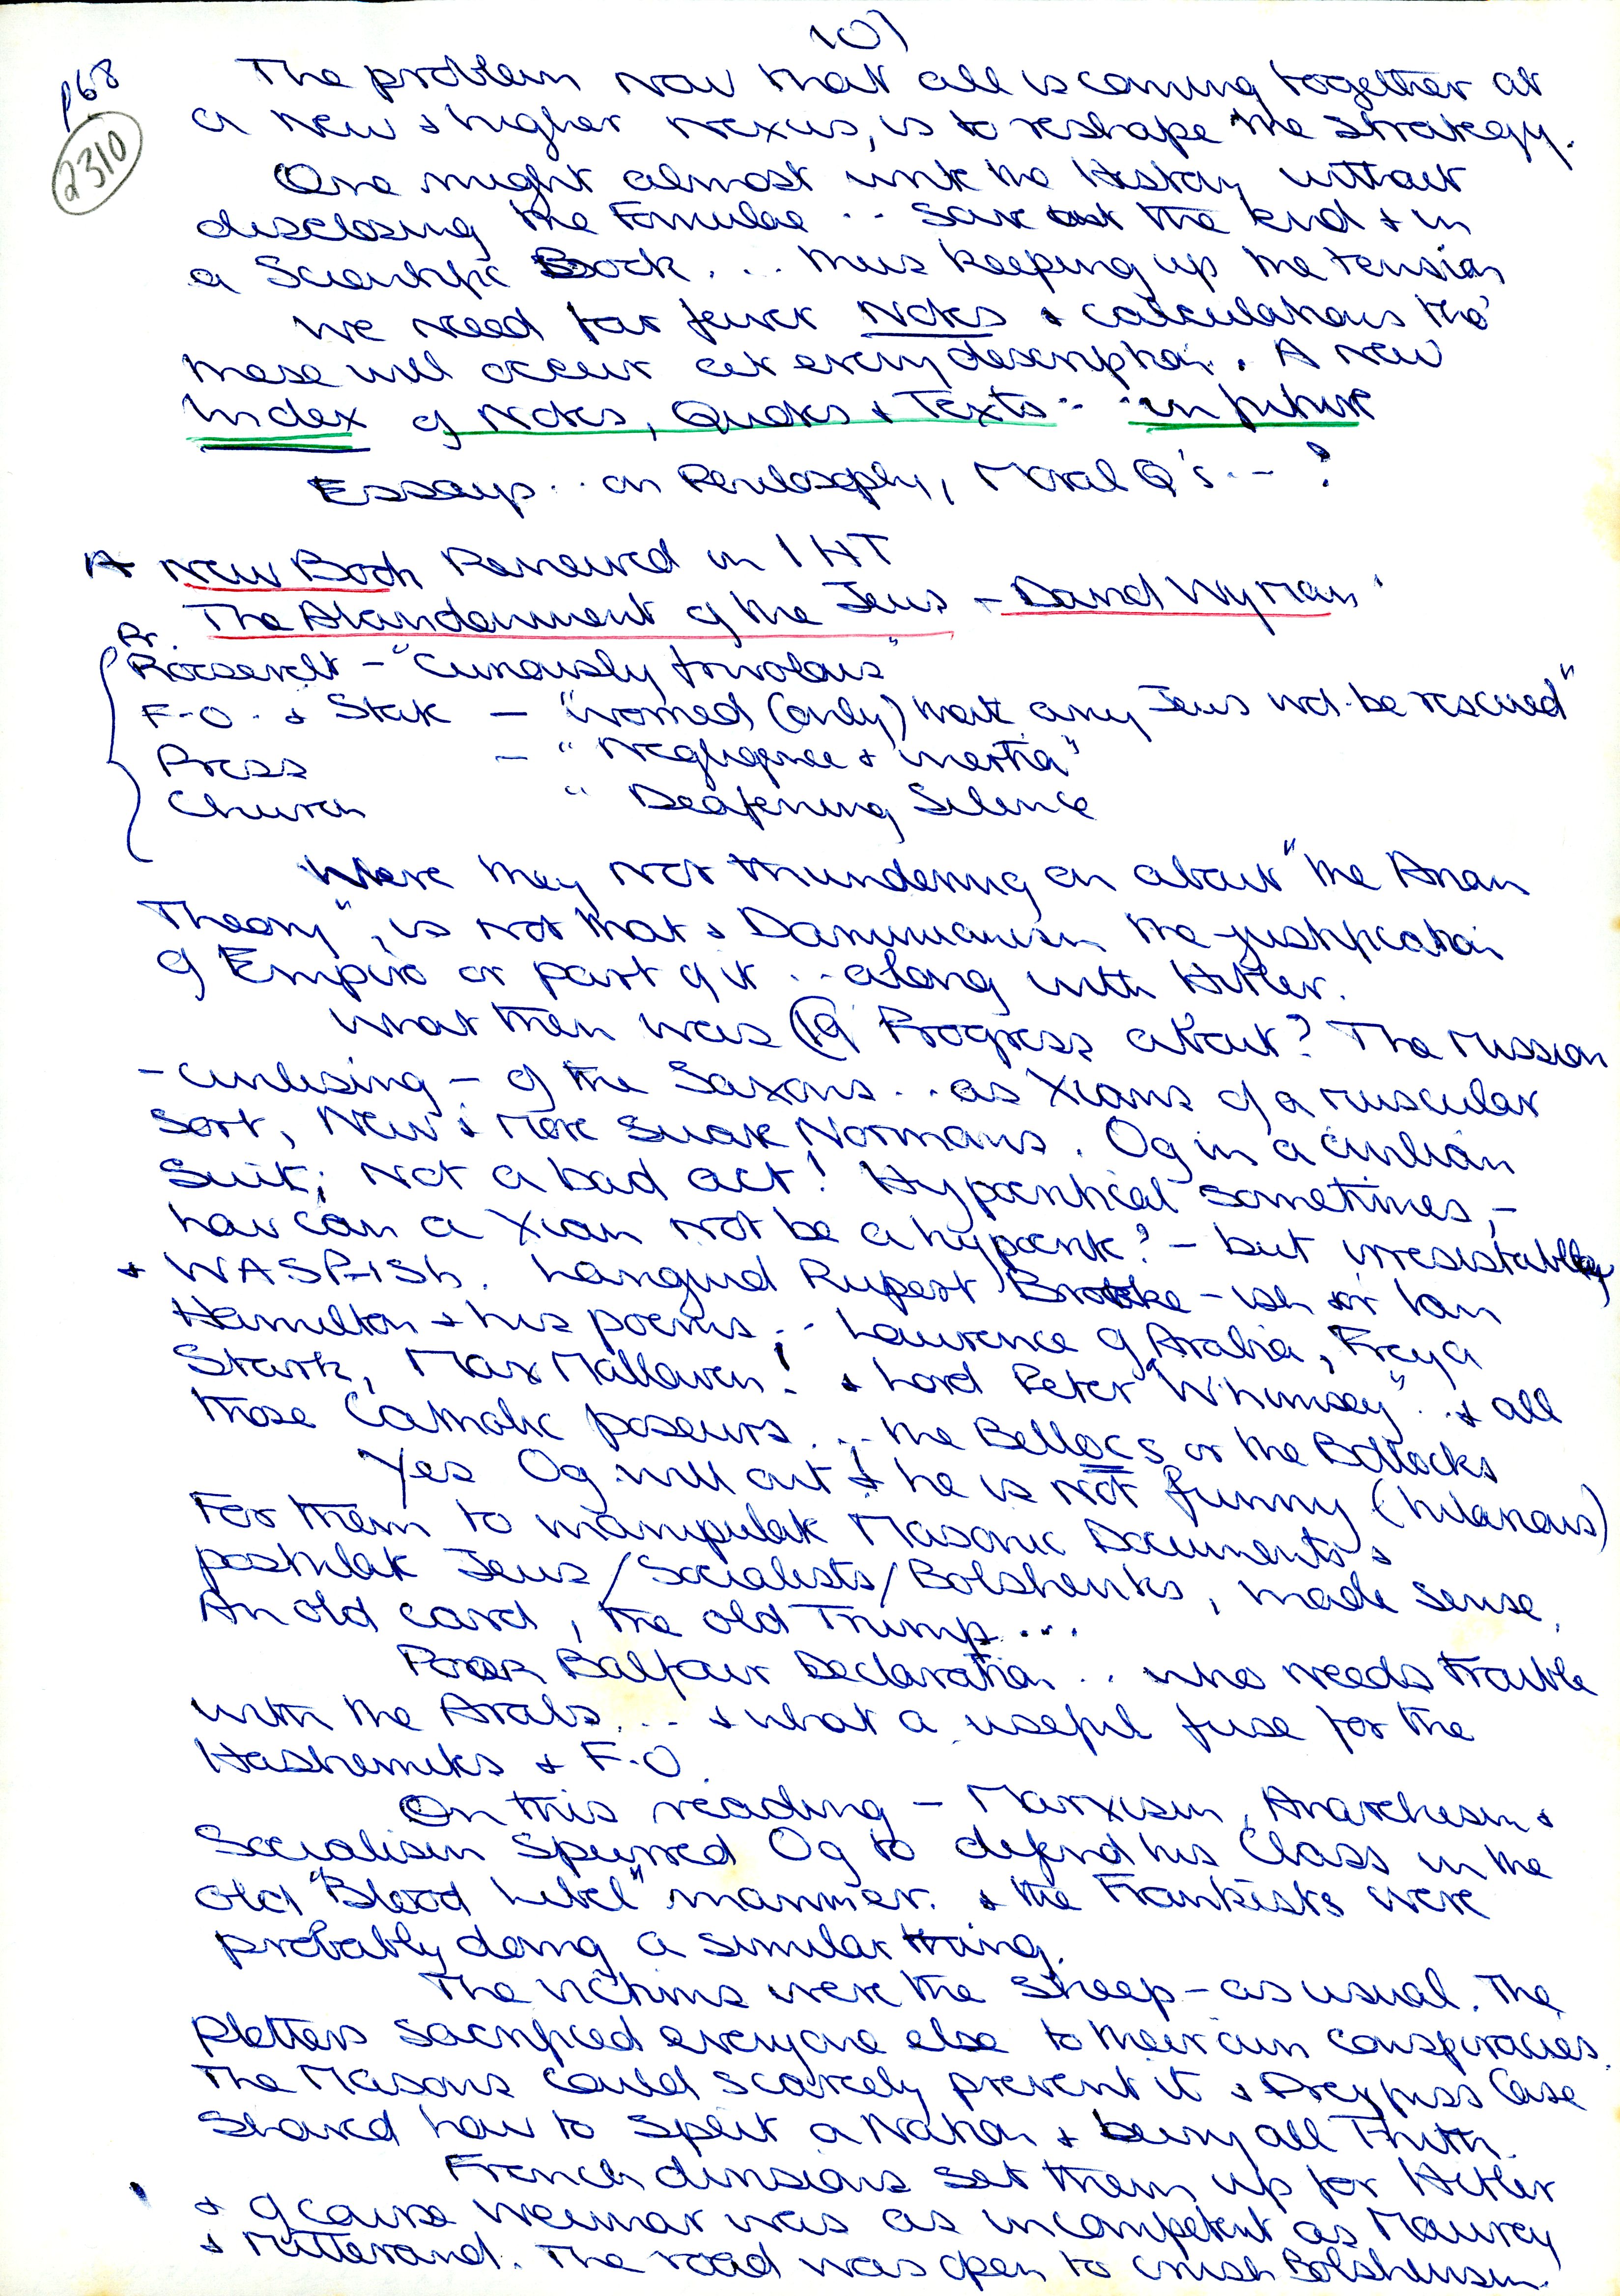 101
p68
2310
The problem now that all is coming together at
a new & higher nexus, is to reshape the strategy.
One might almost write the History without
disclosing the Formulae .. save at the end & in
a Scientific Book. ... thus keeping up the tension
We need far fewer Notes & calculations tho'
these will occur at every description. A new
Index of Notes, Quotes & Texts .. in future
Essays .. on Philosophy, Moral Q's .. - ?
A New Book Reviewed in IHT
The Abandonment of the Jews - David Wyman
Pr.
Roosevelt - "Curiously frivolous"
F.O. & State - "worried (only) that any Jews wd. be rescued"
Press - "Negligence & inertia"
Church " Deafening Silence
Were they not thundering on about "the Arian
Theory", is not that & Darwinianism the justification
of Empire or part of it .. along with Hitler.
What then was 19 Progress about? The Mission
- civilising - of the Saxons .. as Xians of a muscular
sort, New & More suave Normans. Og in a civilian
suit; not a bad act! Hypocritical sometimes, -
how can a Xian not be a hypocrite? - but irresistably
& WASP-ish. Languid Rupert Brooke - ish or Ian
Hamilton & his poems .. Lawrence of Arabia, Freya
Stark, Max Mallowan! & Lord Peter "Whimsey" .. & all
those Catholic poseurs ... the Bellocs or the Bollocks
Yes Og will out & he is not funny (hilarious)
For them to manipulate Masonic Documents &
postulate Jews/Socialists/Bolsheviks, made sense.
An old card, the old Trump ...
Poor Balfour Declaration .. who needs trouble
with the Arabs ... & what a useful fuse for the
Hashemites & F.O.
On this reading - Marxism, Anarchism &
Socialism spurred Og to defend his Class in the
old "Blood Libel" manner. & the Frankists were
probably doing a similar thing.
The victims were the sheep - as usual. The
plotters sacrificed everyone else to their own conspiracies.
The Masons could scarcely prevent it & Dreyfuss Case
showed how to split a Nation & bury all Truth.
French divisions set them up for Hitler
& of course Weimar was as incompetent as Maurey
& Mitterand. The road was open to crush Bolshevism.